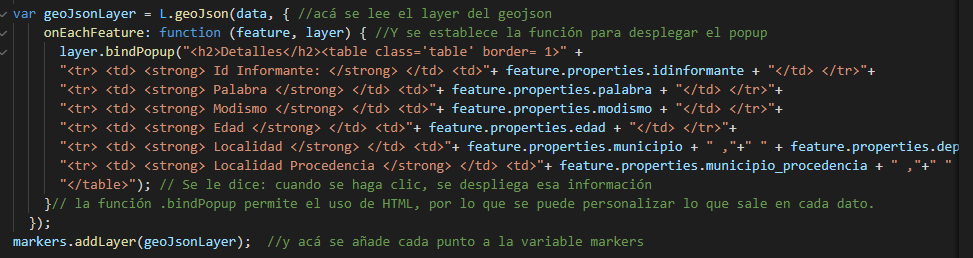 var geoJsonLayer = L.geoJson(data, { //acá se lee el layer del geojson
onEachFeature: function (feature, layer) { //Y se establece la función para desplegar el popup
layer.bindPopup("<h2>Detalles</h2><table class='table' border= 1>" +
"<tr> <td> <strong> Id Informante: </strong> </td> <td>"+ feature.properties.idinformante + "</td> </tr>"+
"<tr> <td> <strong> Palabra </strong> </td> <td>"+ feature.properties.palabra + "</td> </tr>"+
"<tr> <td> <strong> Modismo </strong> </td> <td>"+ feature.properties.modismo + "</td> </tr>"+
"<tr> <td> <strong> Edad </strong> </td> <td>"+ feature.properties.edad + "</td> </tr>"+
"<tr> <td> <strong> Localidad </strong> </td> <td>"+ feature.properties.municipio + " ,"+" " + feature.properties.dep
"<tr> <td> <strong> Localidad Procedencia </strong> </td> <td>"+ feature.properties.municipio_procedencia + " ,"+" "
"</table>"); // Se le dice: cuando se haga clic, se despliega esa información
}// la función .bindPopup permite el uso de HTML, por lo que se puede personalizar lo que sale en cada dato.
});
markers.addLayer(geoJsonLayer);  //y acá se añade cada punto a la variable markers